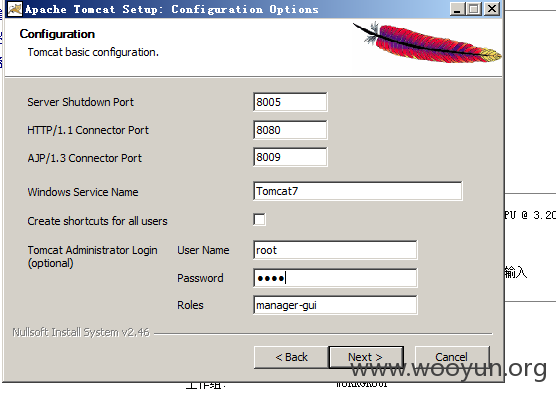 Apache Tomcat Setup: Configuration Options
Configuration
Tomcat basic configuration.
Server Shutdown Port 8005
HTTP/1.1 Connector Port 8080
AJP/1.3 Connector Port 8009
Windows Service Name Tomcat7
Create shortcuts for all users
Tomcat Administrator Login (optional)
User Name root
Password ●●●●
Roles manager-gui
Nullsoft Install System v2.46
< Back Next > Cancel
PU @ 3.20
输入
www.wooyun.org
工作组: WORKGROUP